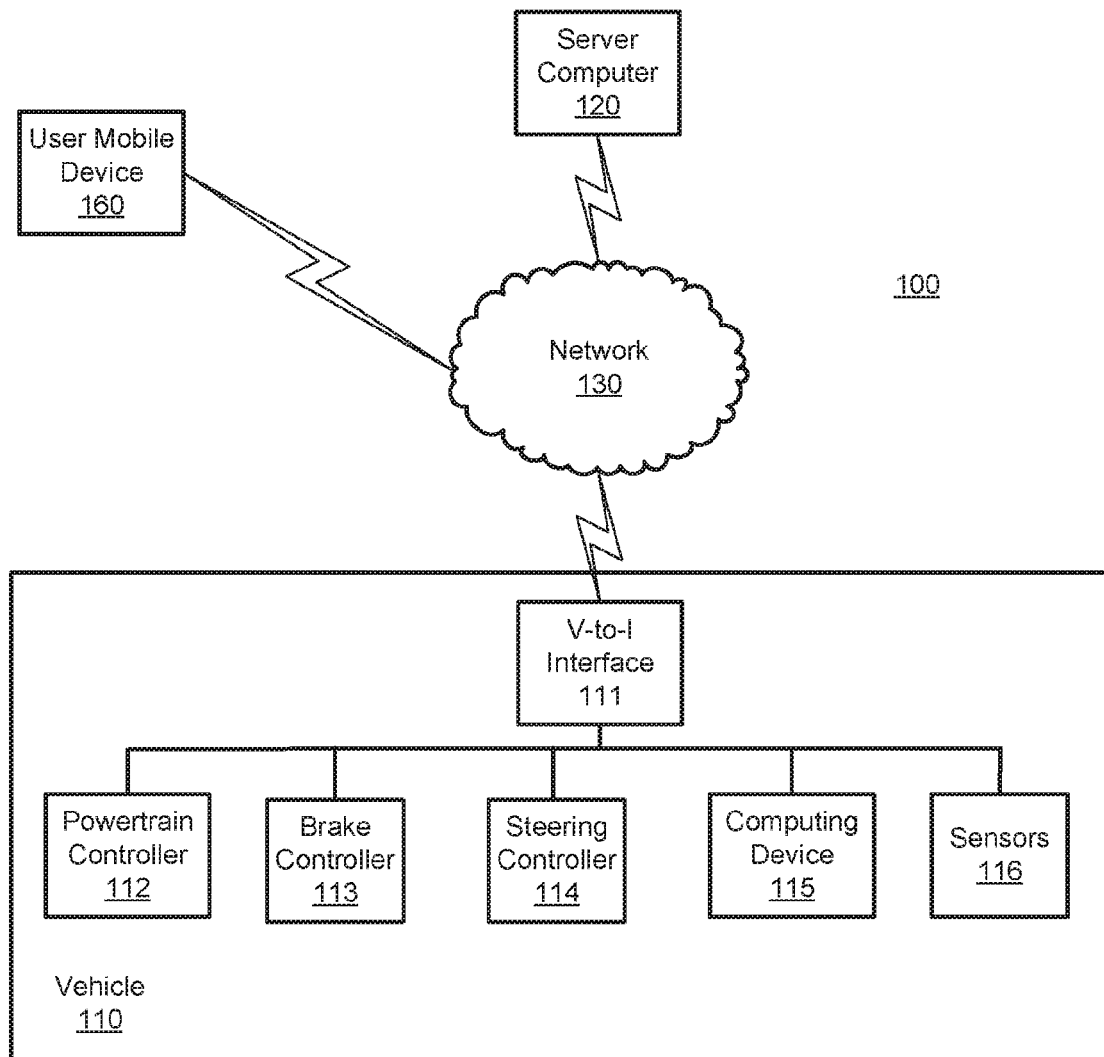 Server
Computer
120
User Mobile
Device
160
100
Network
130
V-to-I
Interface
111
Powertrain
Controller
112
Brake
Controller
113
Steering
Controller
114
Computing
Device
115
Sensors
116
Vehicle
110